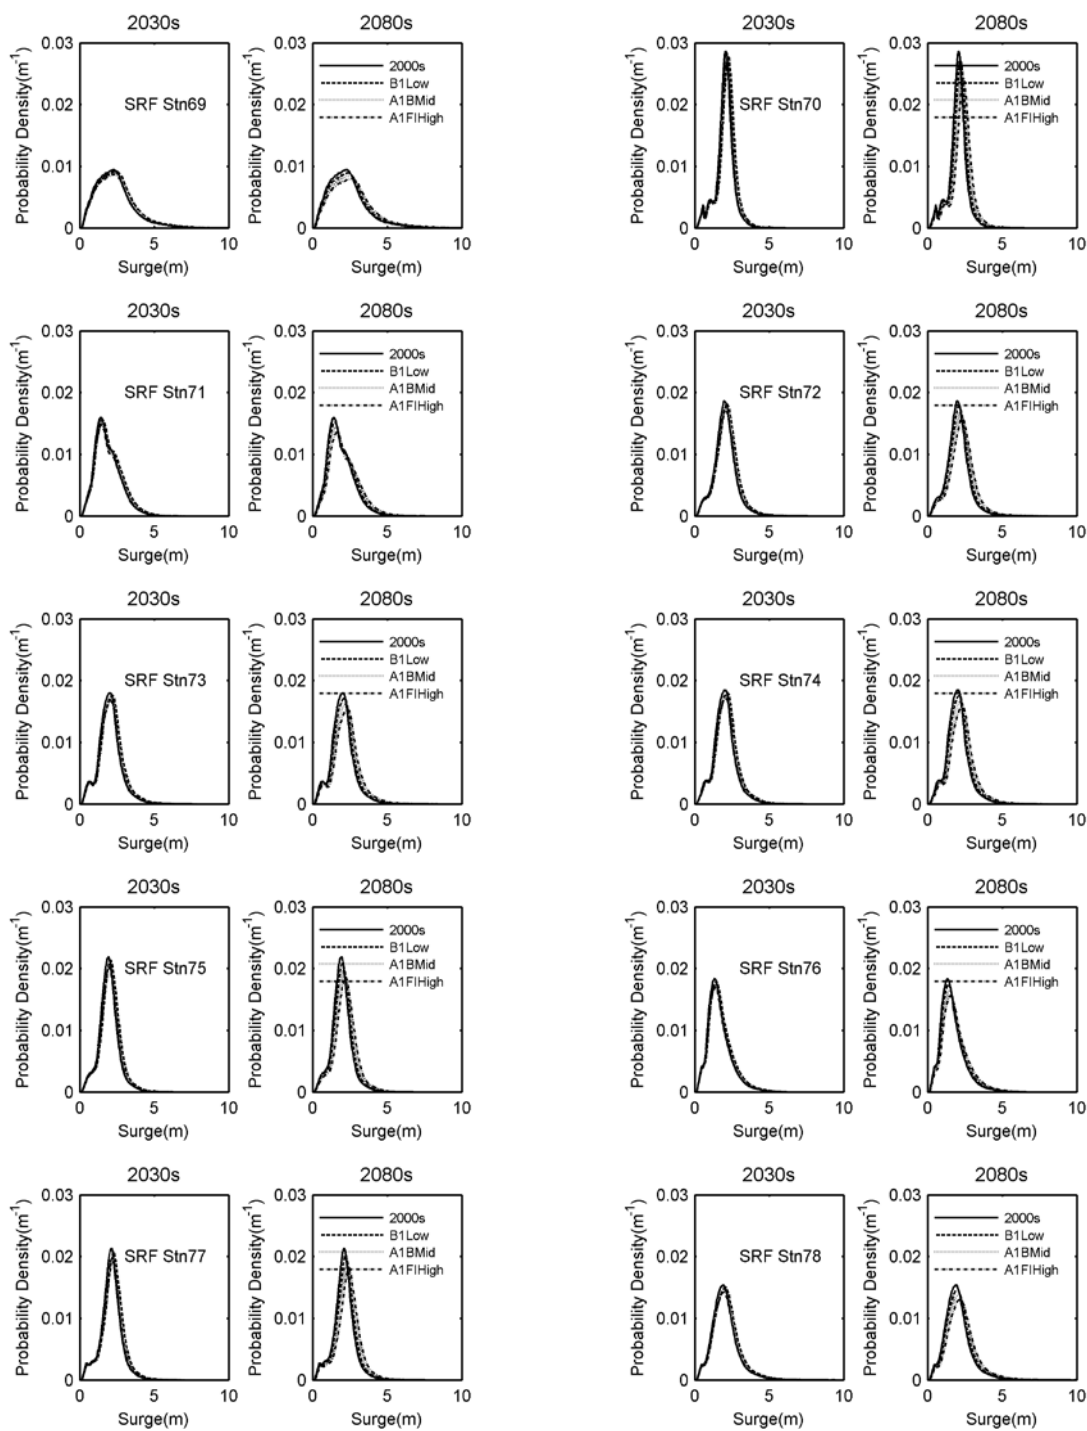 2030s 2080s 2030s 2080s
Probability Density(m⁻¹) 0.03 0.02 0.01 0 SRF Stn69 0 5 10 Surge(m)
Probability Density(m⁻¹) 0.03 0.02 0.01 0 2000s B1Low A1BMid A1FIHigh 0 5 10 Surge(m)
Probability Density(m⁻¹) 0.03 0.02 0.01 0 SRF Stn70 0 5 10 Surge(m)
Probability Density(m⁻¹) 0.03 0.02 0.01 0 2000s B1Low A1BMid A1FIHigh 0 5 10 Surge(m)
2030s 2080s 2030s 2080s
Probability Density(m⁻¹) 0.03 0.02 0.01 0 SRF Stn71 0 5 10 Surge(m)
Probability Density(m⁻¹) 0.03 0.02 0.01 0 2000s B1Low A1BMid A1FIHigh 0 5 10 Surge(m)
Probability Density(m⁻¹) 0.03 0.02 0.01 0 SRF Stn72 0 5 10 Surge(m)
Probability Density(m⁻¹) 0.03 0.02 0.01 0 2000s B1Low A1BMid A1FIHigh 0 5 10 Surge(m)
2030s 2080s 2030s 2080s
Probability Density(m⁻¹) 0.03 0.02 0.01 0 SRF Stn73 0 5 10 Surge(m)
Probability Density(m⁻¹) 0.03 0.02 0.01 0 2000s B1Low A1BMid A1FIHigh 0 5 10 Surge(m)
Probability Density(m⁻¹) 0.03 0.02 0.01 0 SRF Stn74 0 5 10 Surge(m)
Probability Density(m⁻¹) 0.03 0.02 0.01 0 2000s B1Low A1BMid A1FIHigh 0 5 10 Surge(m)
2030s 2080s 2030s 2080s
Probability Density(m⁻¹) 0.03 0.02 0.01 0 SRF Stn75 0 5 10 Surge(m)
Probability Density(m⁻¹) 0.03 0.02 0.01 0 2000s B1Low A1BMid A1FIHigh 0 5 10 Surge(m)
Probability Density(m⁻¹) 0.03 0.02 0.01 0 SRF Stn76 0 5 10 Surge(m)
Probability Density(m⁻¹) 0.03 0.02 0.01 0 2000s B1Low A1BMid A1FIHigh 0 5 10 Surge(m)
2030s 2080s 2030s 2080s
Probability Density(m⁻¹) 0.03 0.02 0.01 0 SRF Stn77 0 5 10 Surge(m)
Probability Density(m⁻¹) 0.03 0.02 0.01 0 2000s B1Low A1BMid A1FIHigh 0 5 10 Surge(m)
Probability Density(m⁻¹) 0.03 0.02 0.01 0 SRF Stn78 0 5 10 Surge(m)
Probability Density(m⁻¹) 0.03 0.02 0.01 0 2000s B1Low A1BMid A1FIHigh 0 5 10 Surge(m)